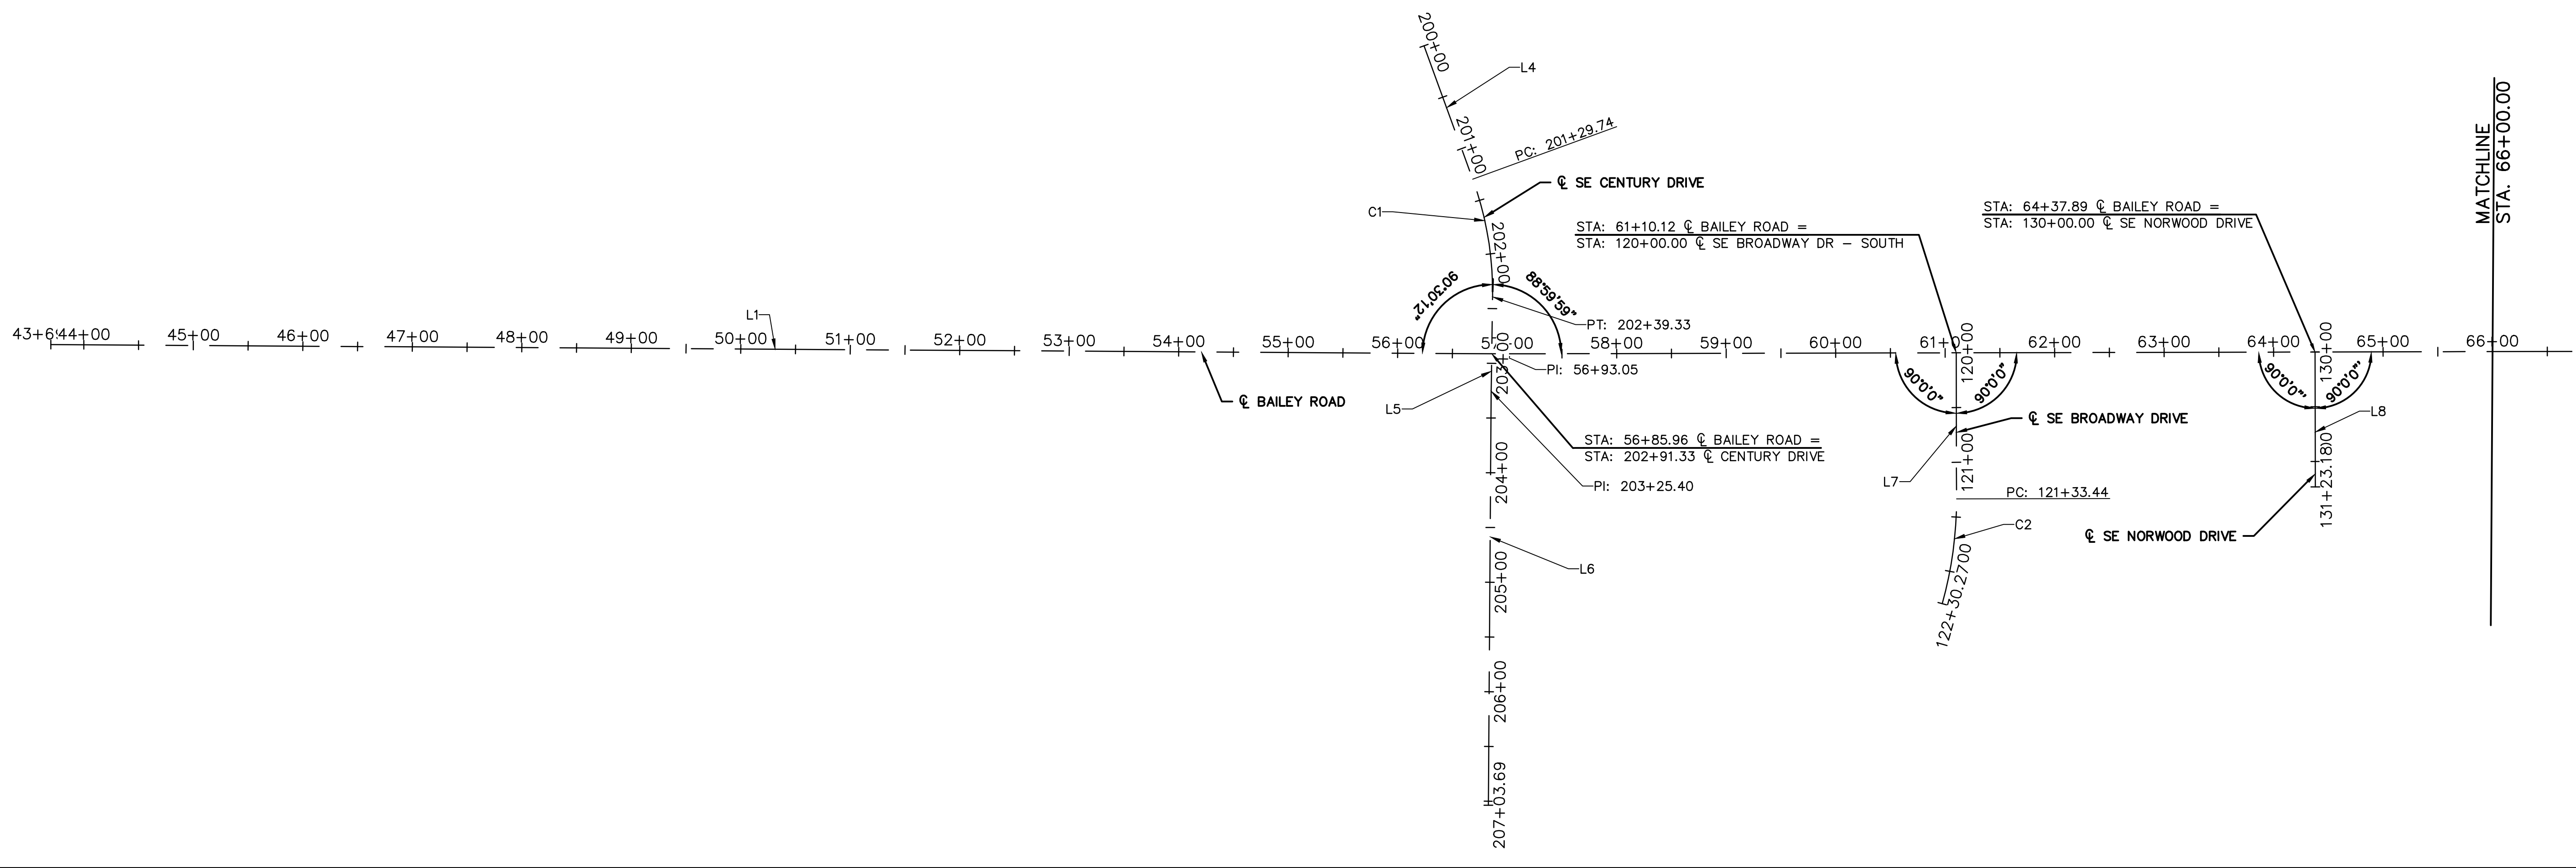 200+00
L4
201+00
PC: 201+29.74
℄ SE CENTURY DRIVE
C1
202+00
STA: 61+10.12 ℄ BAILEY ROAD =
STA: 120+00.00 ℄ SE BROADWAY DR – SOUTH
STA: 64+37.89 ℄ BAILEY ROAD =
STA: 130+00.00 ℄ SE NORWOOD DRIVE
MATCHLINE
STA. 66+00.00
90°30'12"
88°59'59"
PT: 202+39.33
L1
44+00
45+00
46+00
47+00
48+00
49+00
50+00
51+00
52+00
53+00
54+00
55+00
56+00
57+00
58+00
59+00
60+00
61+00
62+00
63+00
64+00
65+00
66+00
203+00
120+00
130+00
PI: 56+93.05
90°0'0"
90°0'0"
90°0'0"
90°0'0"
℄ BAILEY ROAD
L5
℄ SE BROADWAY DRIVE
L8
STA: 56+85.96 ℄ BAILEY ROAD =
STA: 202+91.33 ℄ CENTURY DRIVE
204+00
L7
121+00
PI: 203+25.40
PC: 121+33.44
131+23.18
C2
℄ SE NORWOOD DRIVE
L6
205+00
122+30.27
206+00
207+03.69